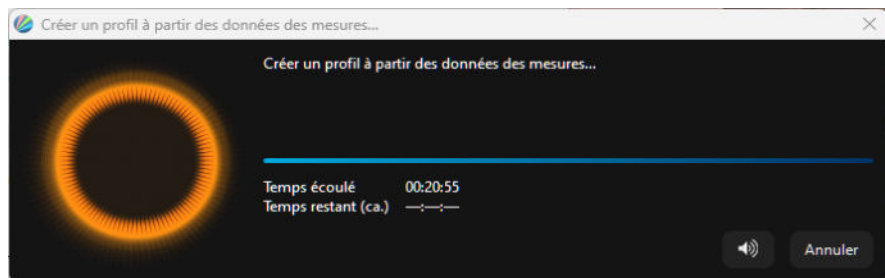 Créer un profil à partir des données des mesures...
Créer un profil à partir des données des mesures...
Temps écoulé 00:20:55
Temps restant (ca.) —:—:—
Annuler